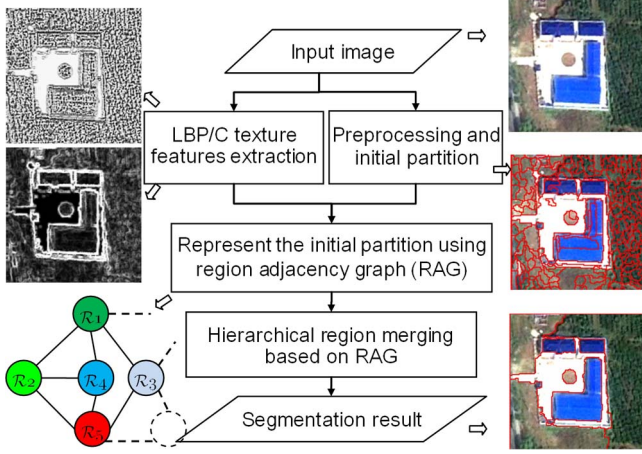 Input image
LBP/C texture
features extraction
Preprocessing and
initial partition
Represent the initial partition using
region adjacency graph (RAG)
Hierarchical region merging
based on RAG
Segmentation result
R1
R2
R4
R3
R5